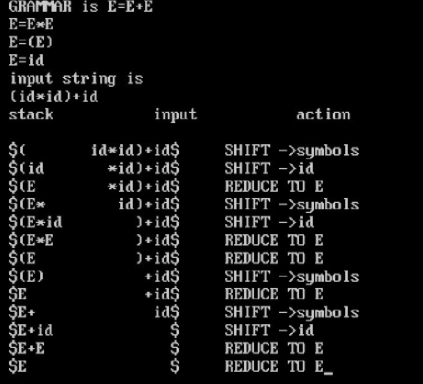 GRAMMAR is E=E+E
E=E*E
E=(E)
E=id
input string is
(id*id)+id
stack input action
$( id*id)+id$ SHIFT ->symbols
$(id *id)+id$ SHIFT ->id
$(E *id)+id$ REDUCE TO E
$(E* id)+id$ SHIFT ->symbols
$(E*id )+id$ SHIFT ->id
$(E*E )+id$ REDUCE TO E
$(E )+id$ REDUCE TO E
$(E) +id$ SHIFT ->symbols
$E +id$ REDUCE TO E
$E+ id$ SHIFT ->symbols
$E+id $ SHIFT ->id
$E+E $ REDUCE TO E
$E $ REDUCE TO E_